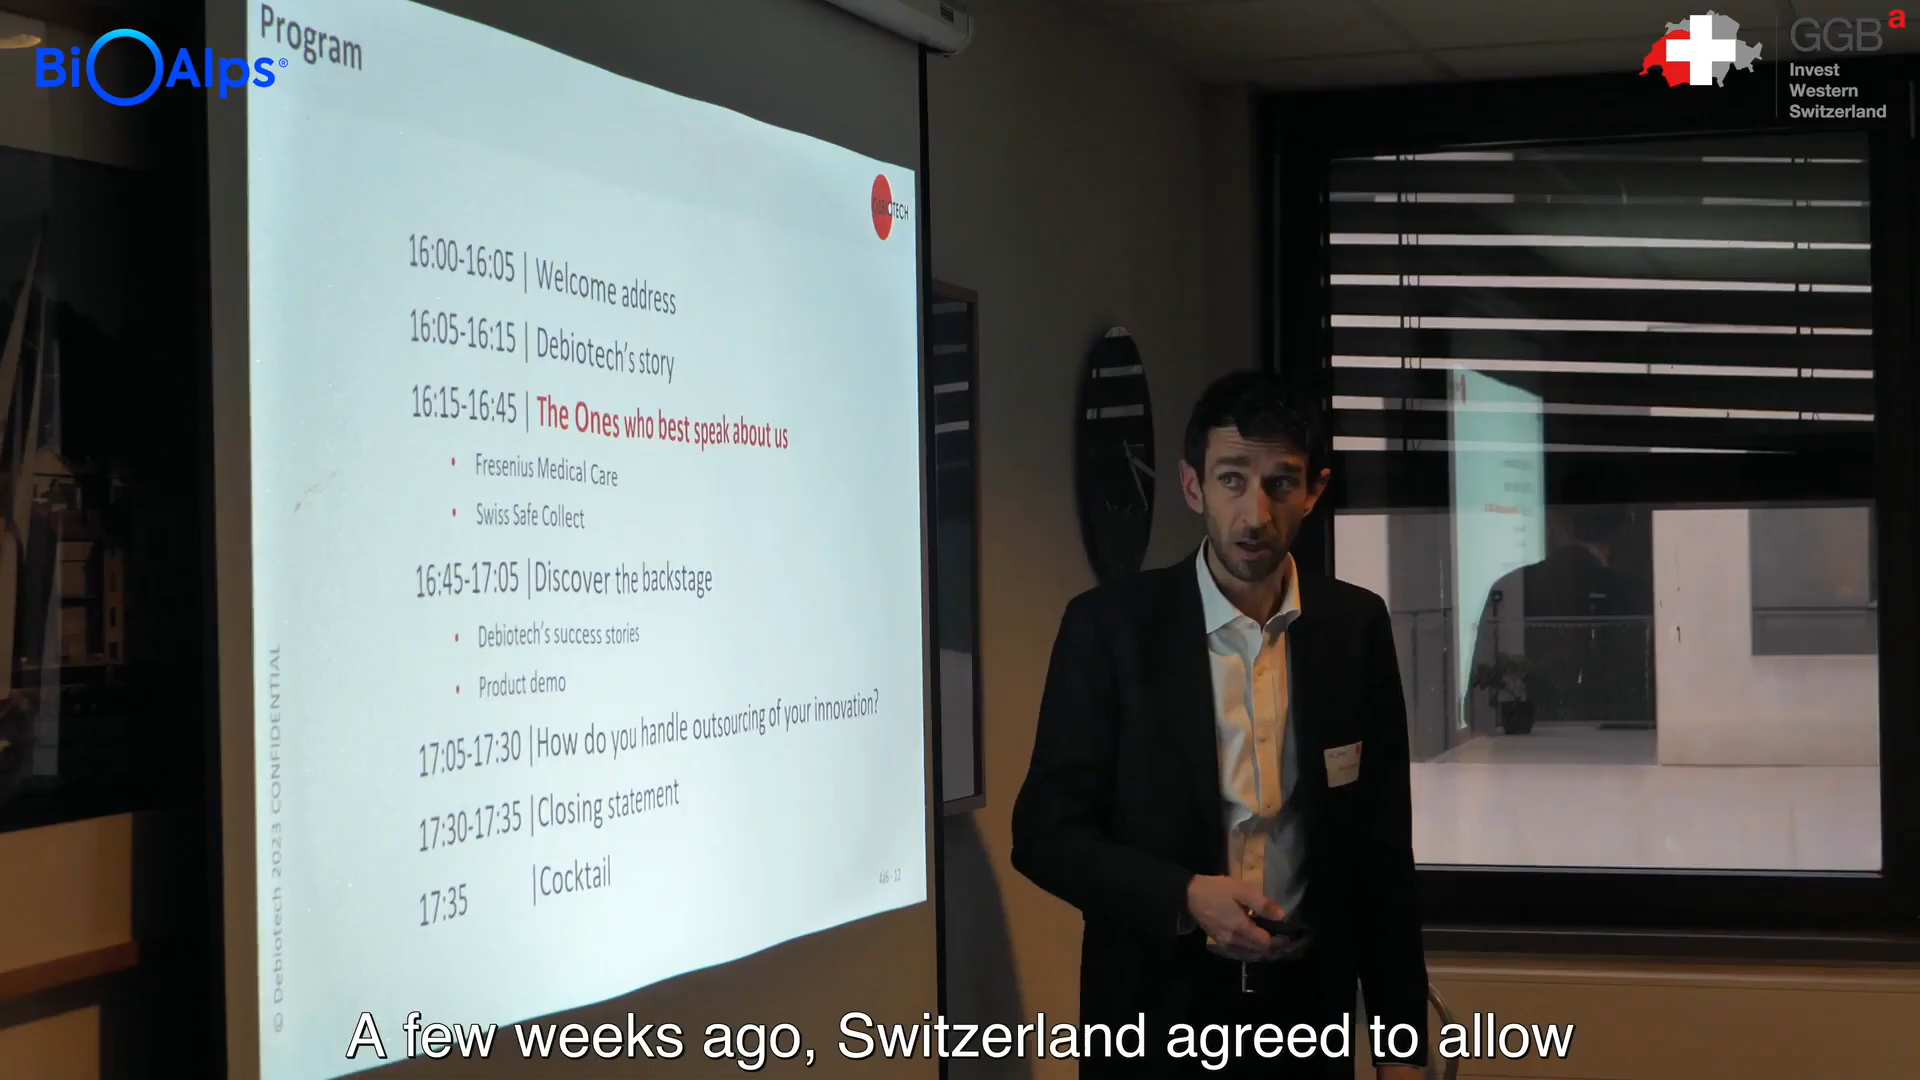 Program
BiOAlps®
GGBa
Invest
Western
Switzerland
DEBIOTECH
16:00-16:05 | Welcome address
16:05-16:15 | Debiotech's story
16:15-16:45 | The Ones who best speak about us
• Fresenius Medical Care
• Swiss Safe Collect
16:45-17:05 |Discover the backstage
• Debiotech's success stories
• Product demo
17:05-17:30 |How do you handle outsourcing of your innovation?
17:30-17:35 |Closing statement
17:35 |Cocktail
© Debiotech 2023 CONFIDENTIAL
A few weeks ago, Switzerland agreed to allow